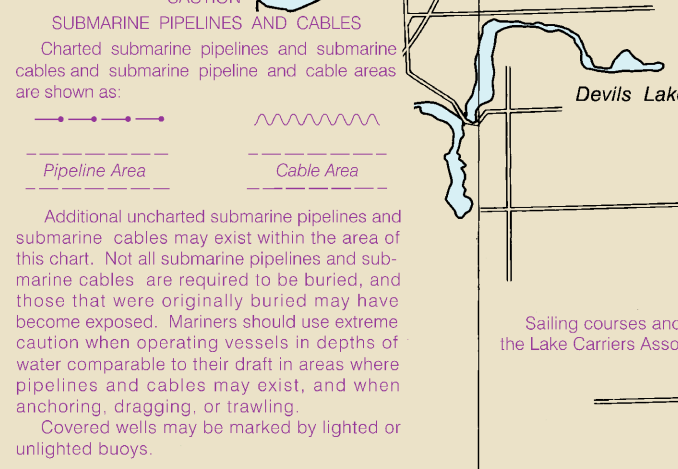 CAUTION
SUBMARINE PIPELINES AND CABLES
Charted submarine pipelines and submarine
cables and submarine pipeline and cable areas
are shown as:
Pipeline Area
Cable Area
Additional uncharted submarine pipelines and
submarine cables may exist within the area of
this chart. Not all submarine pipelines and sub-
marine cables are required to be buried, and
those that were originally buried may have
become exposed. Mariners should use extreme
caution when operating vessels in depths of
water comparable to their draft in areas where
pipelines and cables may exist, and when
anchoring, dragging, or trawling.
Covered wells may be marked by lighted or
unlighted buoys.
Devils Lak
Sailing courses and
the Lake Carriers Asso